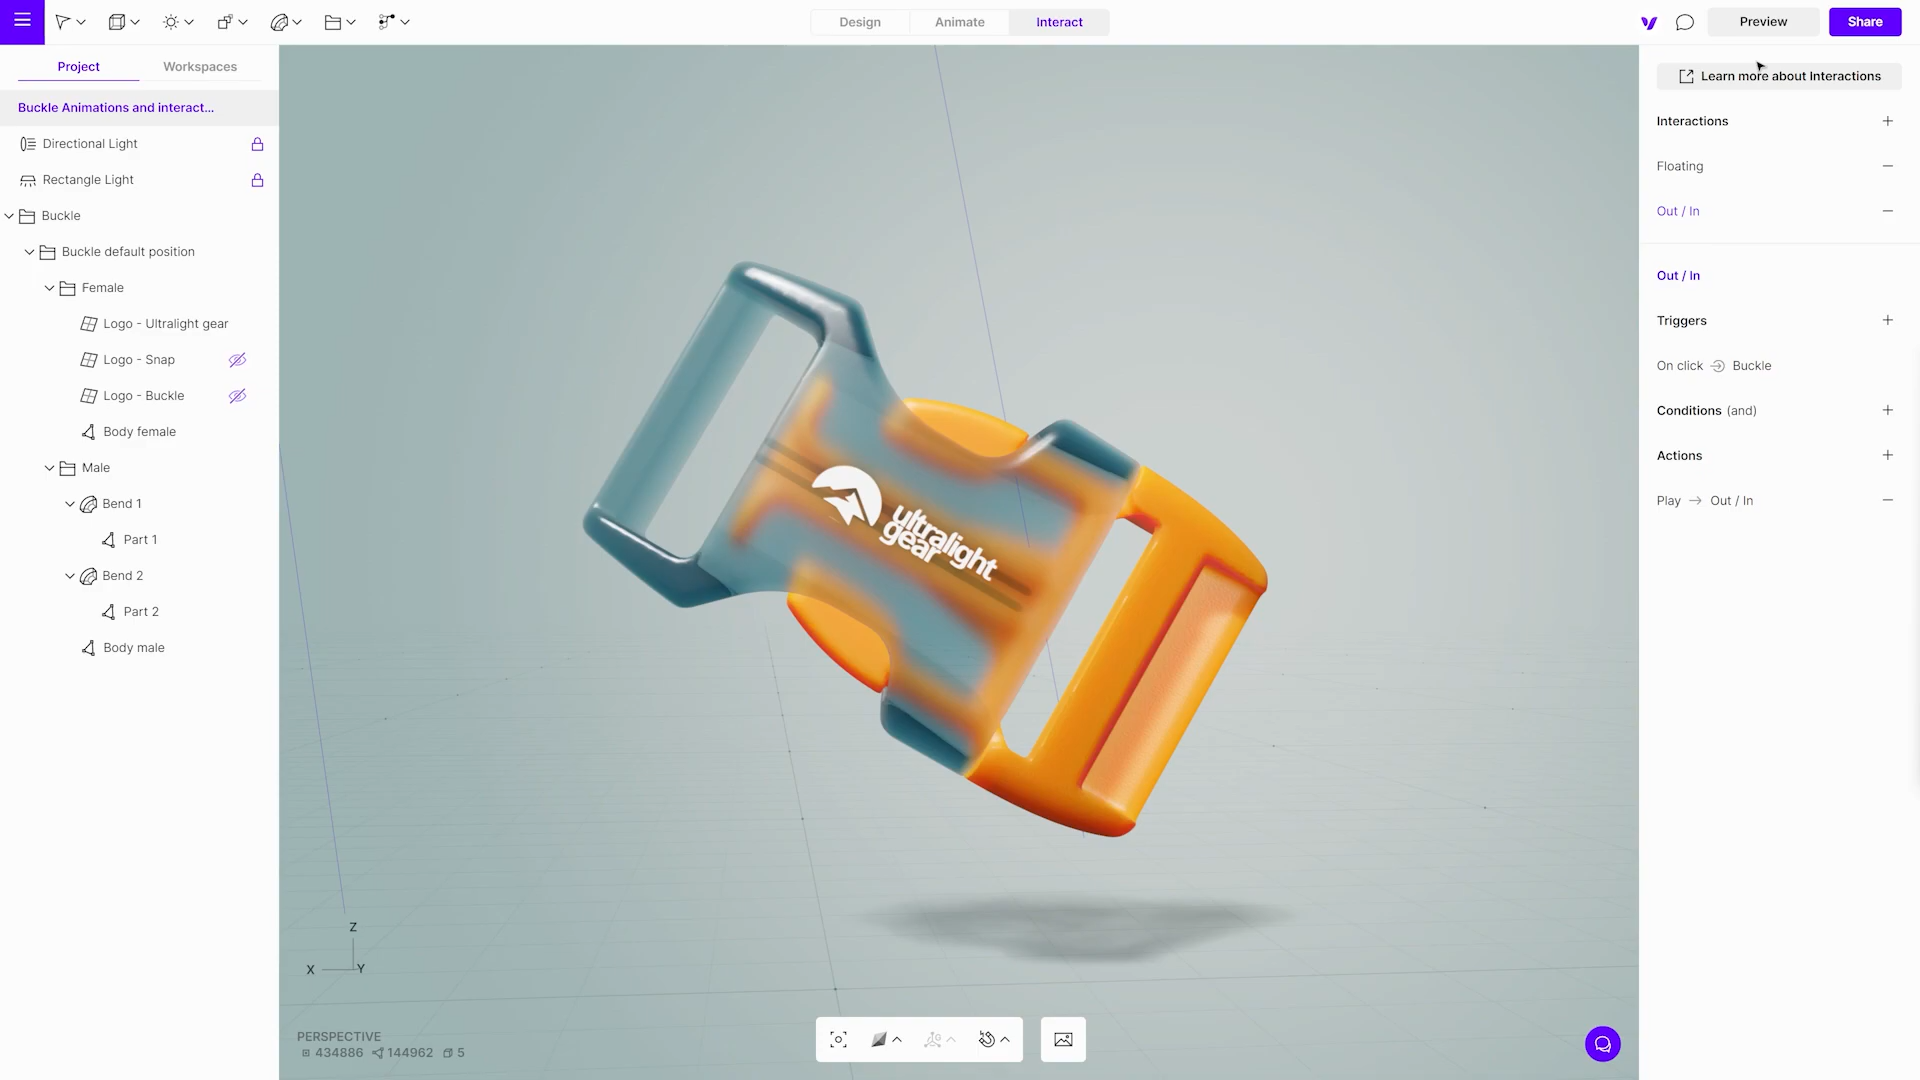 Design
Animate
Interact
Preview
Share
Project
Workspaces
Learn more about Interactions
Buckle Animations and interact...
Interactions
Directional Light
Floating
Rectangle Light
Out / In
Buckle
Buckle default position
Out / In
Female
Triggers
Logo - Ultralight gear
On click
Buckle
Logo - Snap
Logo - Buckle
Conditions (and)
Body female
Actions
Male
Play
Out / In
Bend 1
Part 1
Bend 2
Part 2
Body male
ultralight
gear
Z
X
Y
PERSPECTIVE
434886 144962 5